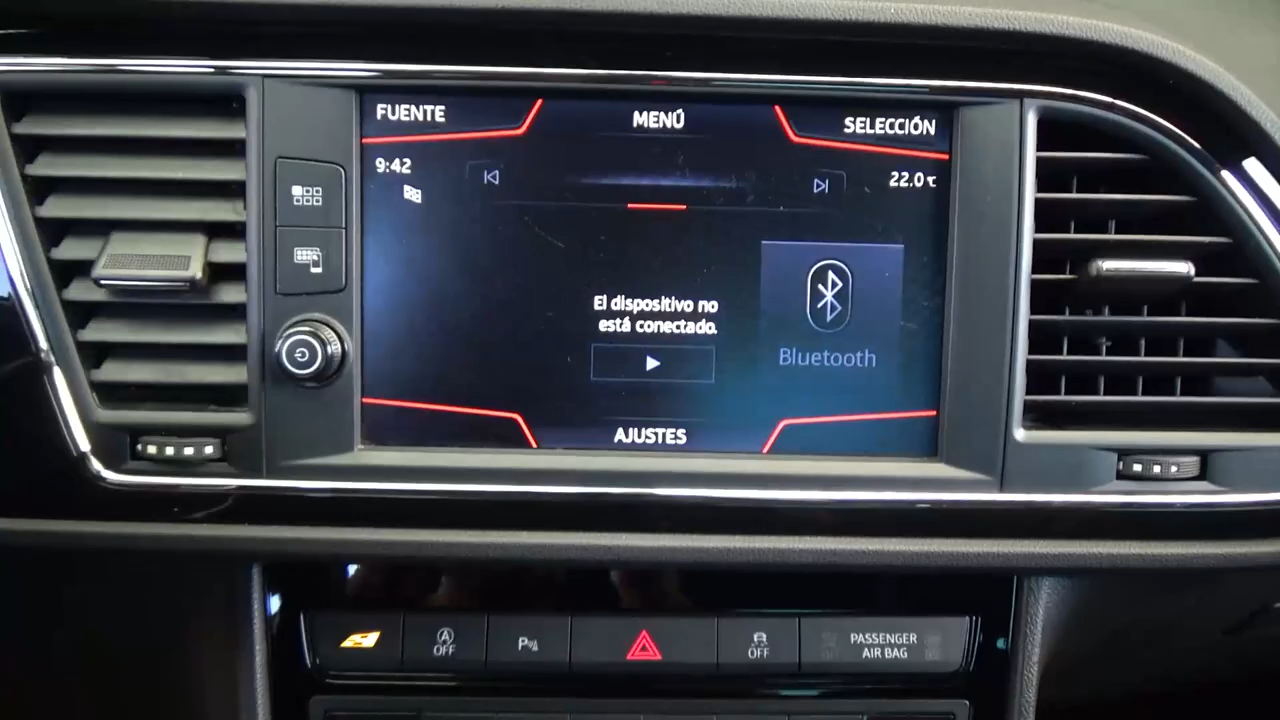 FUENTE
MENÚ
SELECCIÓN
9:42
22.0℃
El dispositivo no
está conectado.
Bluetooth
AJUSTES
A
OFF
P
OFF
PASSENGER
AIR BAG